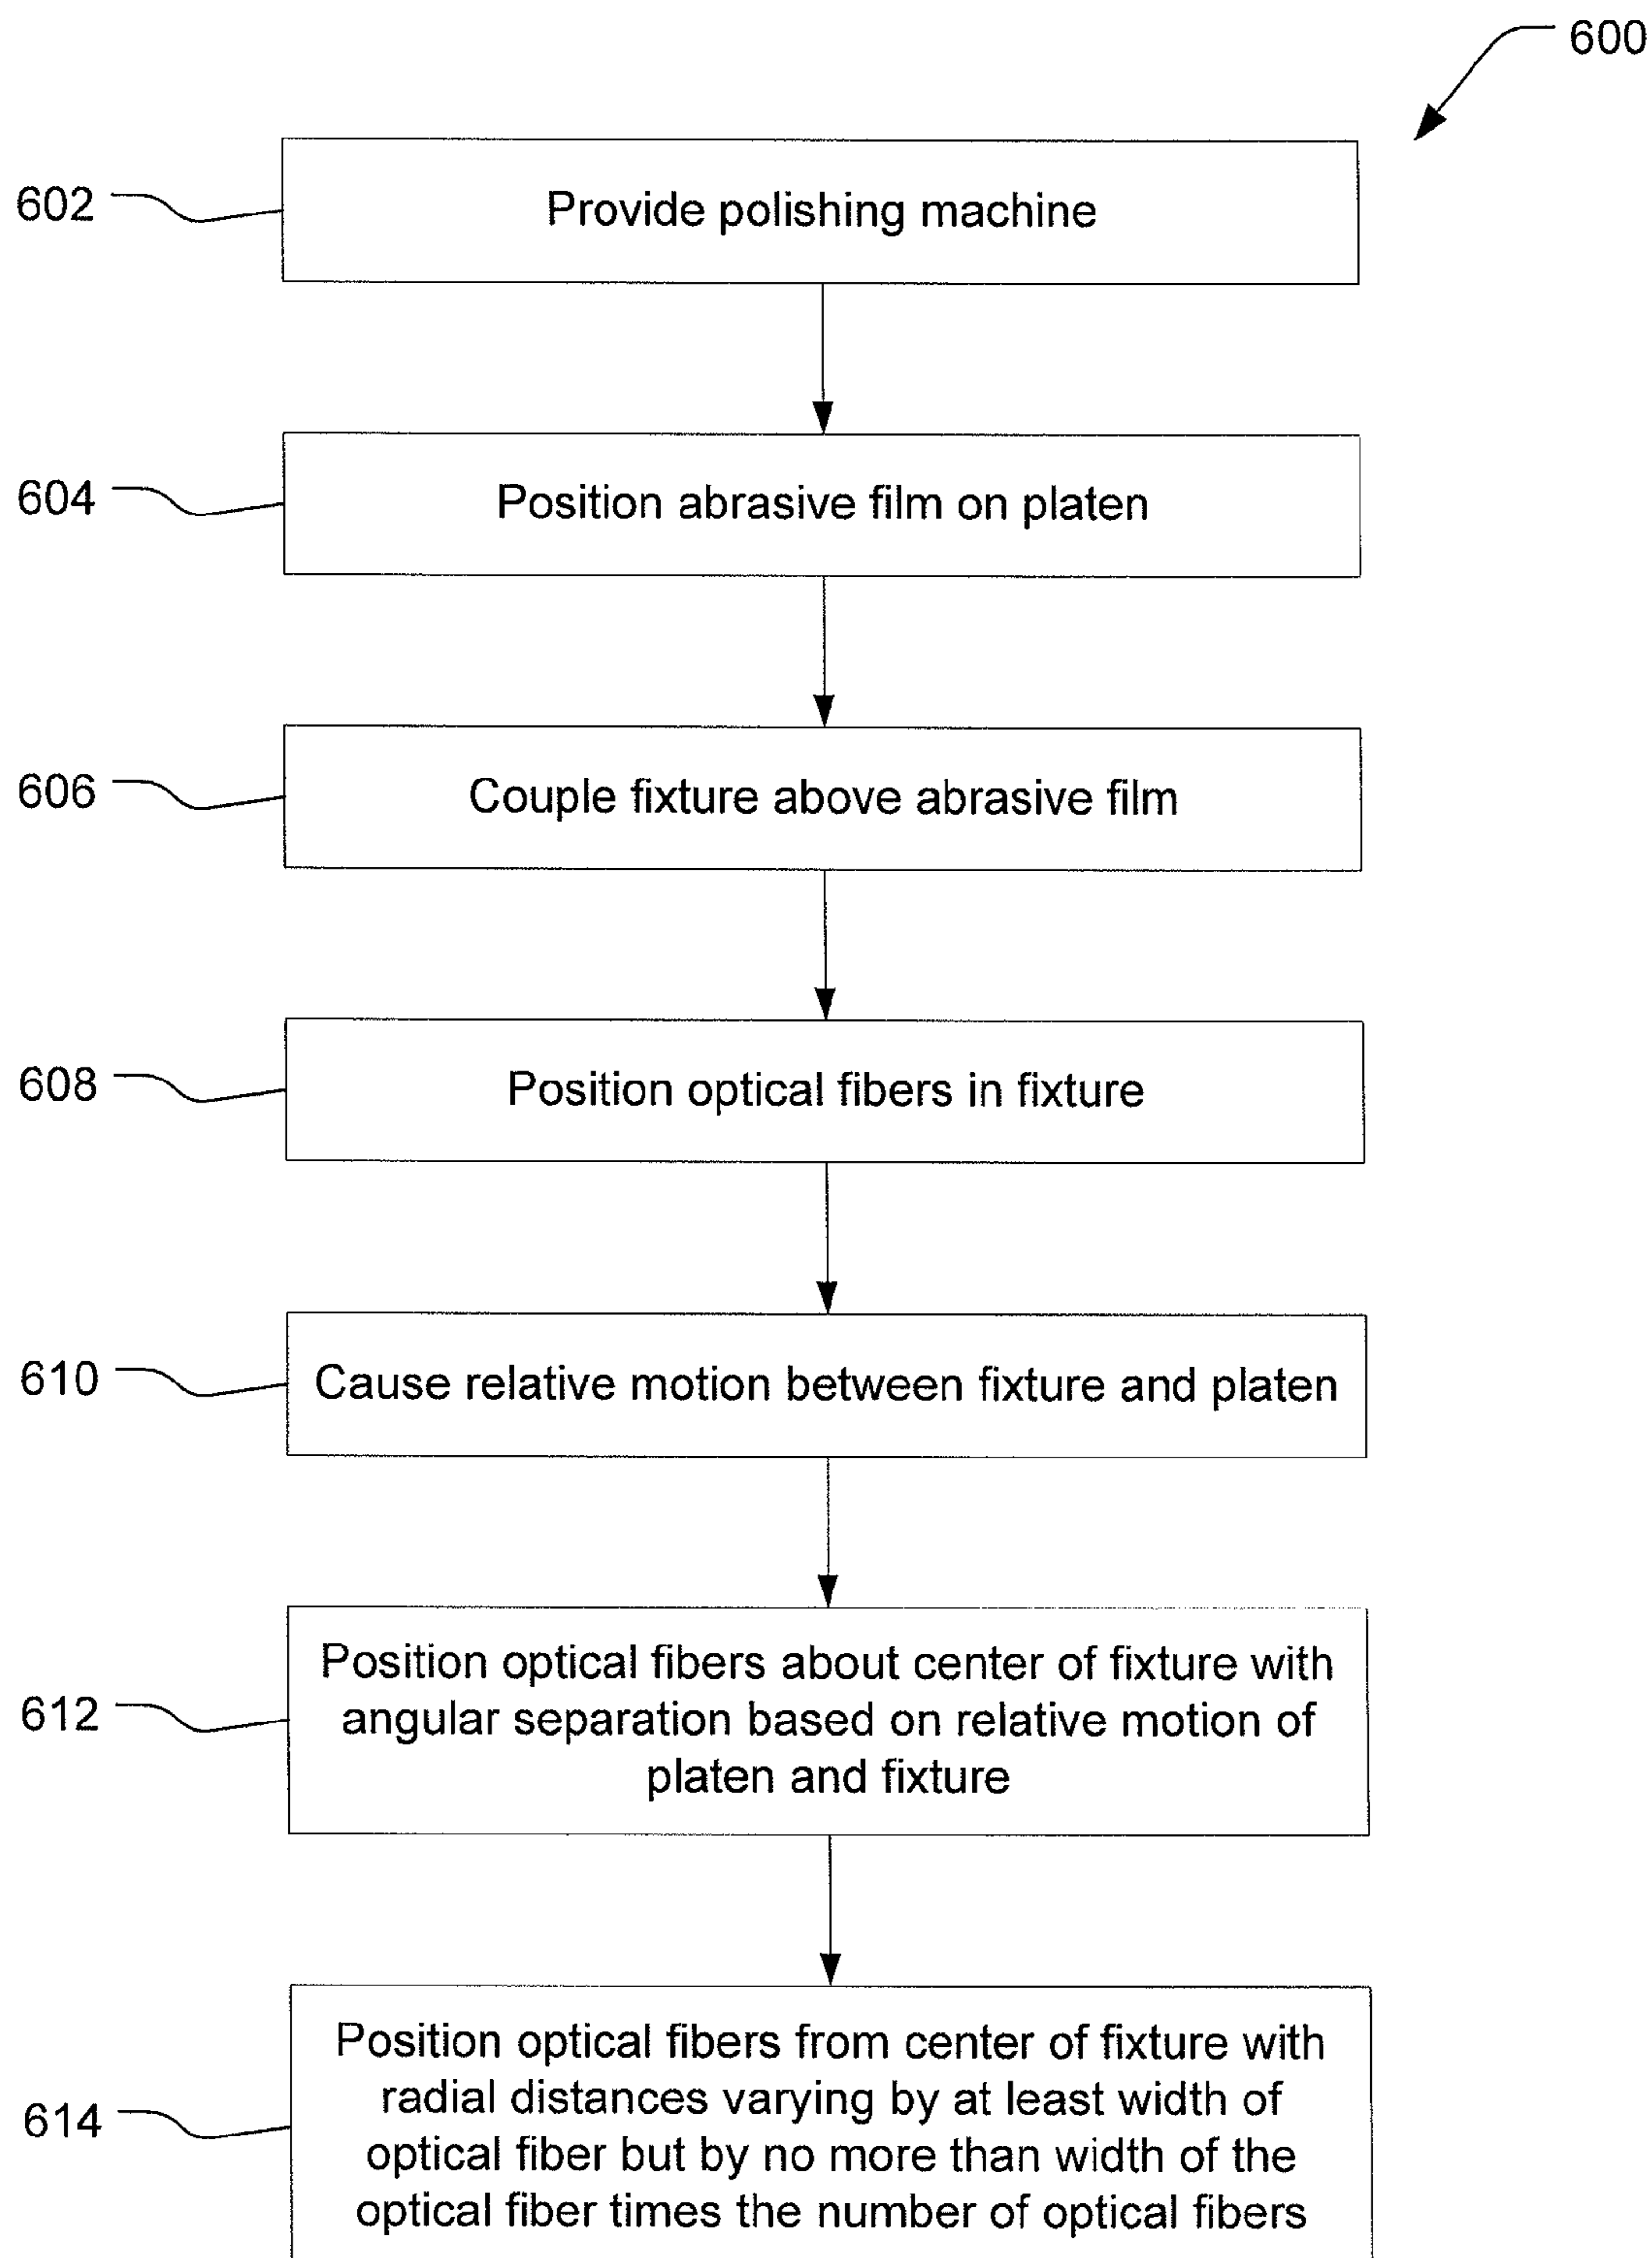 600
602
Provide polishing machine
604
Position abrasive film on platen
606
Couple fixture above abrasive film
608
Position optical fibers in fixture
610
Cause relative motion between fixture and platen
612
Position optical fibers about center of fixture with
angular separation based on relative motion of
platen and fixture
614
Position optical fibers from center of fixture with
radial distances varying by at least width of
optical fiber but by no more than width of the
optical fiber times the number of optical fibers